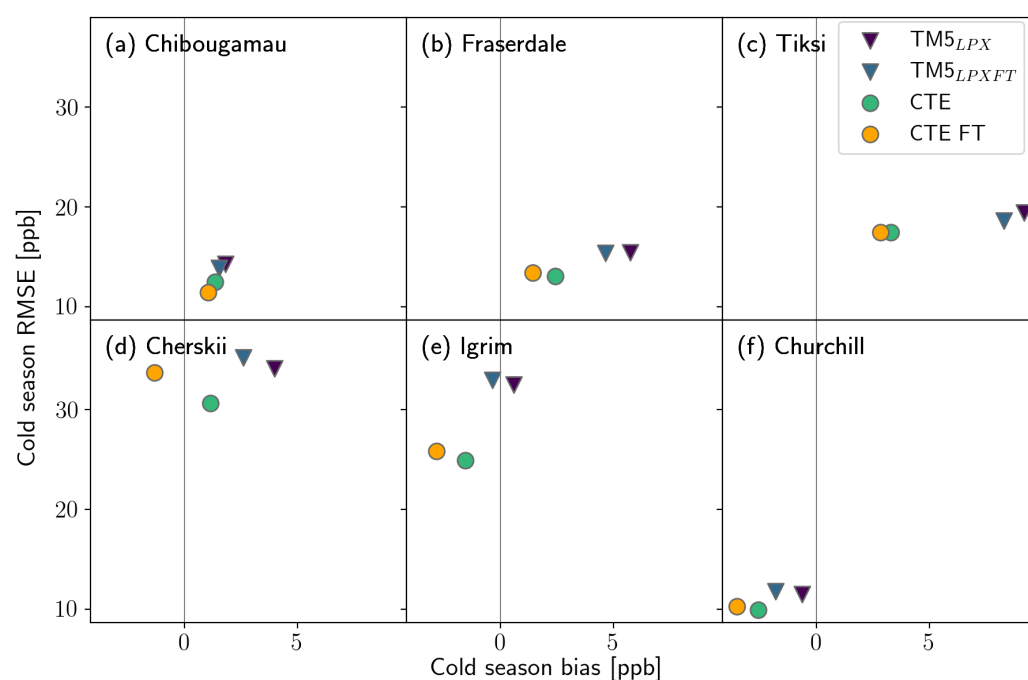 (a) Chibougamau
(b) Fraserdale
(c) Tiksi
TM5LPX
TM5LPXFT
CTE
CTE FT
30
20
10
Cold season RMSE [ppb]
(d) Cherskii
(e) Igrim
(f) Churchill
30
20
10
0
5
0
5
0
5
Cold season bias [ppb]